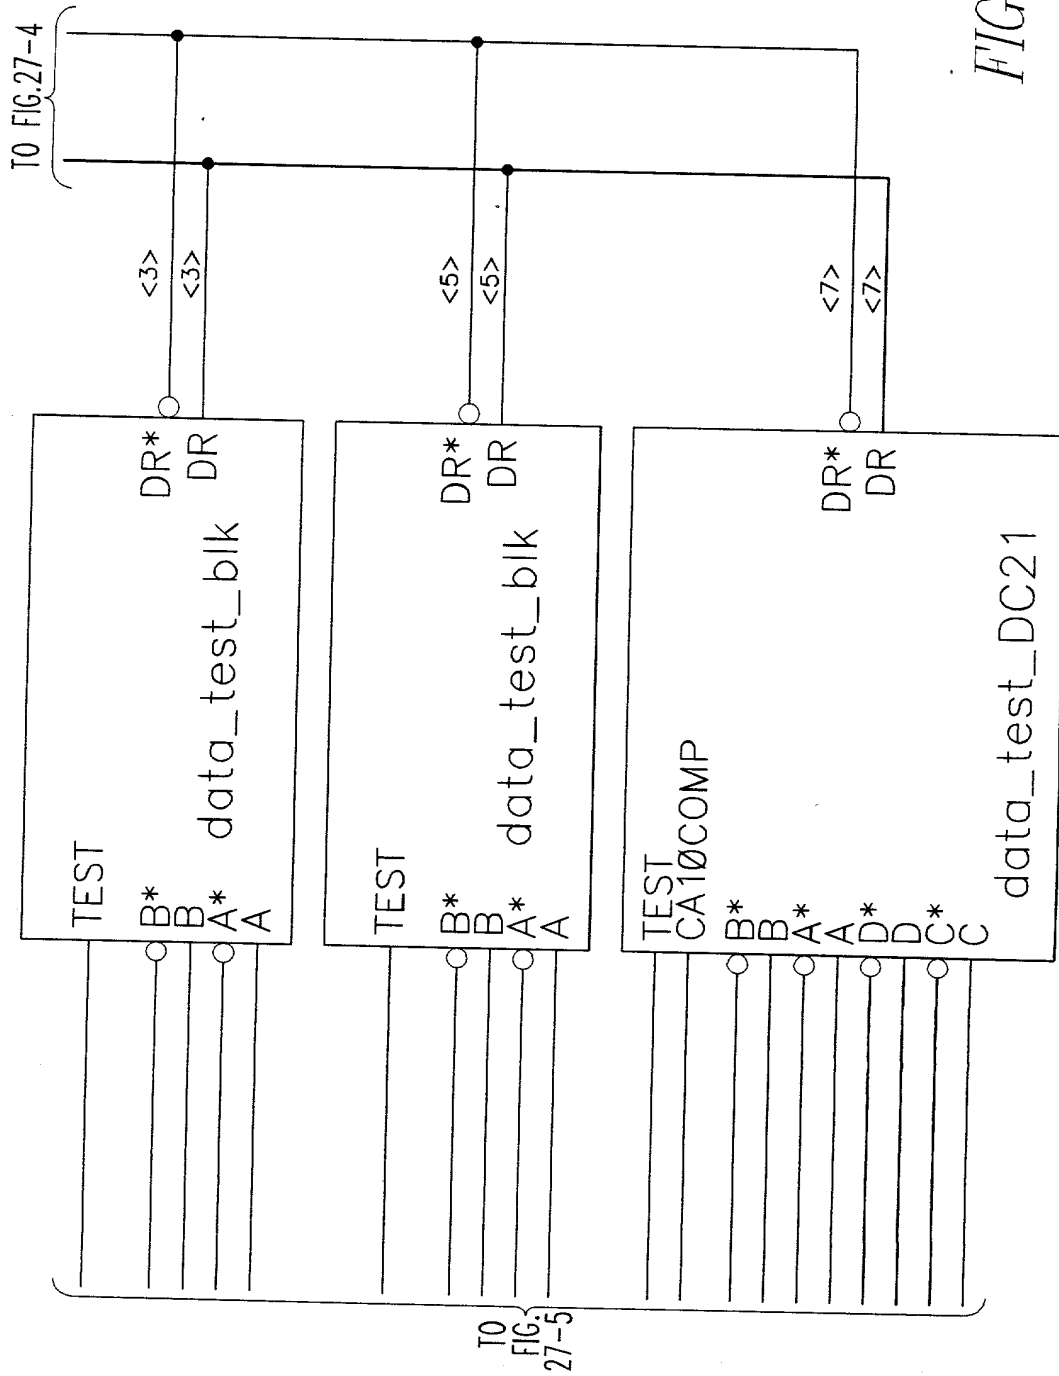 TO FIG.27-4
<3>
<3>
<5>
<5>
<7>
<7>
TEST
B*
B
A*
A
DR*
DR
data_test_blk
TEST
B*
B
A*
A
DR*
DR
data_test_blk
TEST
CA10COMP
B*
B
A*
A
D*
D
C*
C
DR*
DR
data_test_DC21
TO
FIG.
27-5
FIG